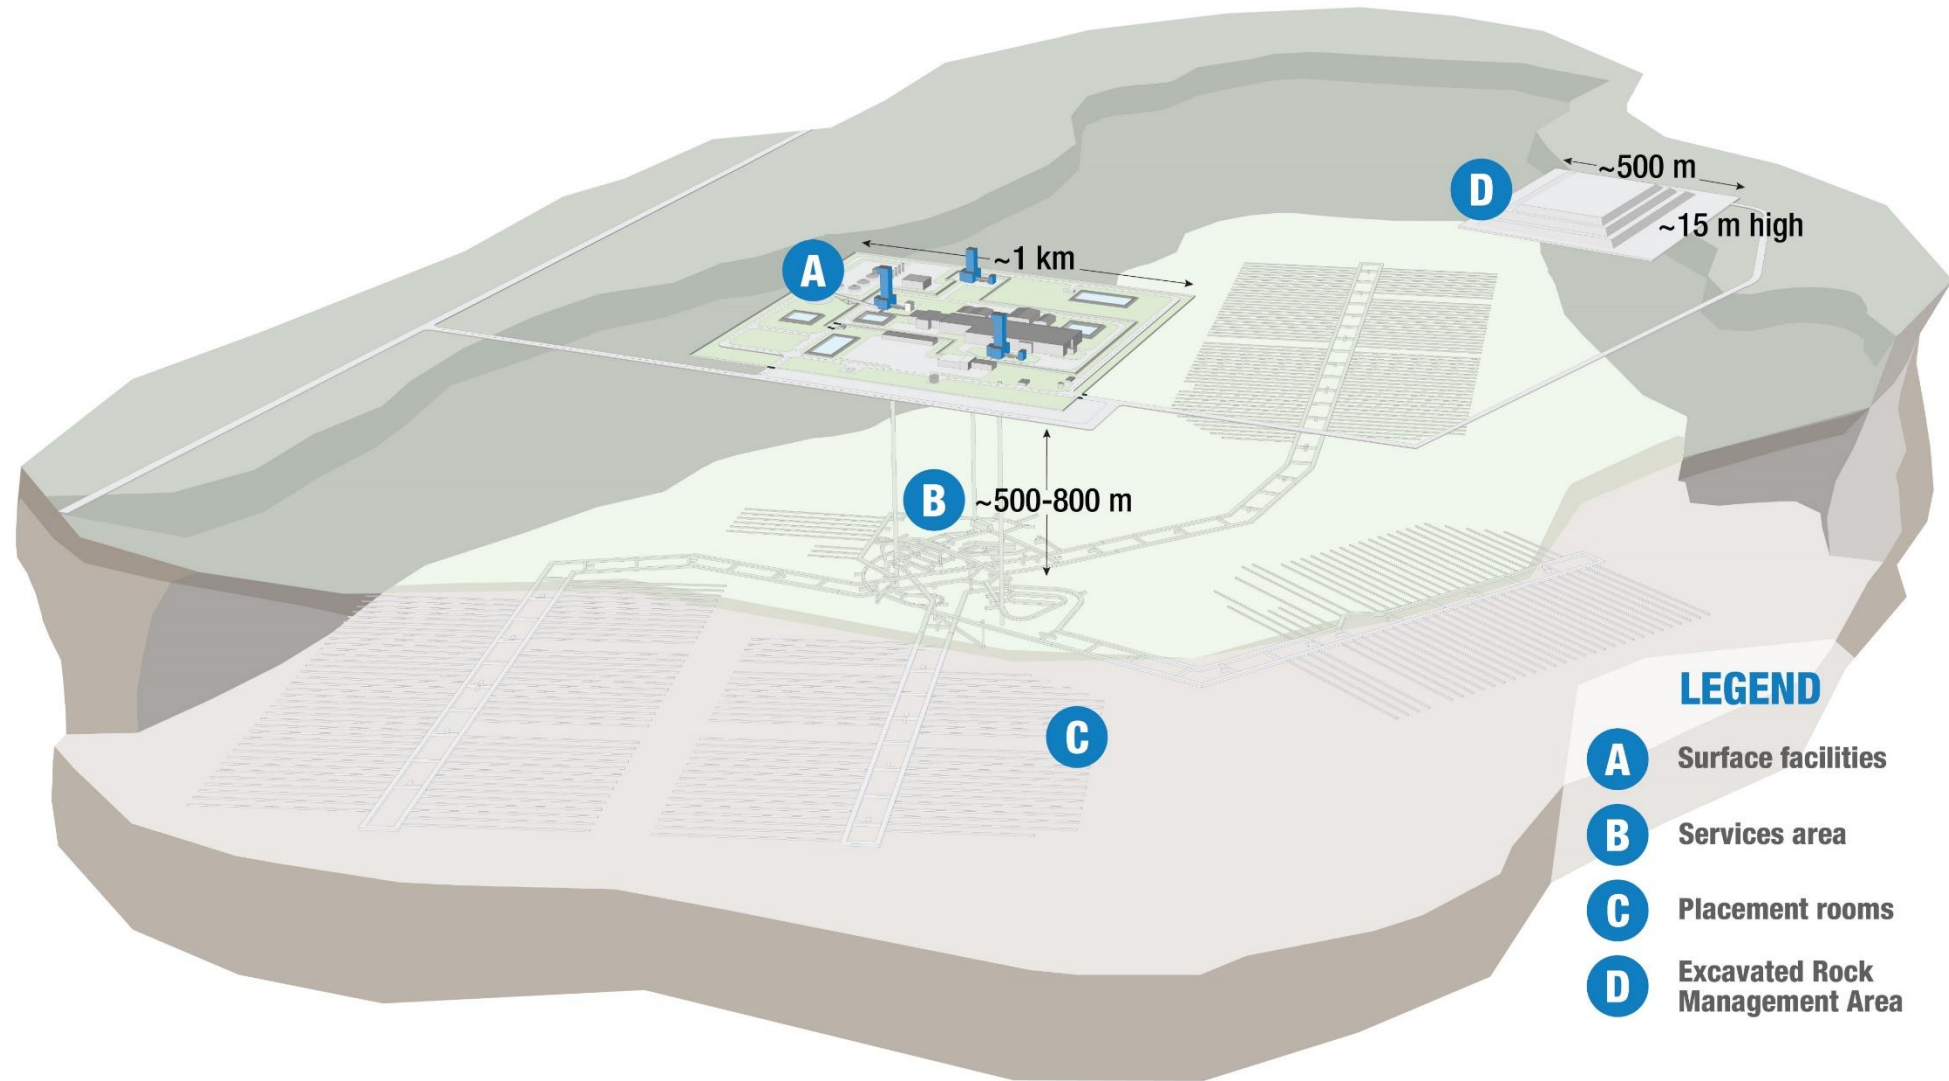 D
~500 m
~15 m high
A
~1 km
B
~500-800 m
C
LEGEND
A Surface facilities
B Services area
C Placement rooms
D Excavated Rock
Management Area